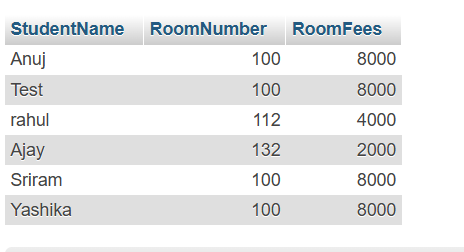 StudentName RoomNumber RoomFees
Anuj 100 8000
Test 100 8000
rahul 112 4000
Ajay 132 2000
Sriram 100 8000
Yashika 100 8000